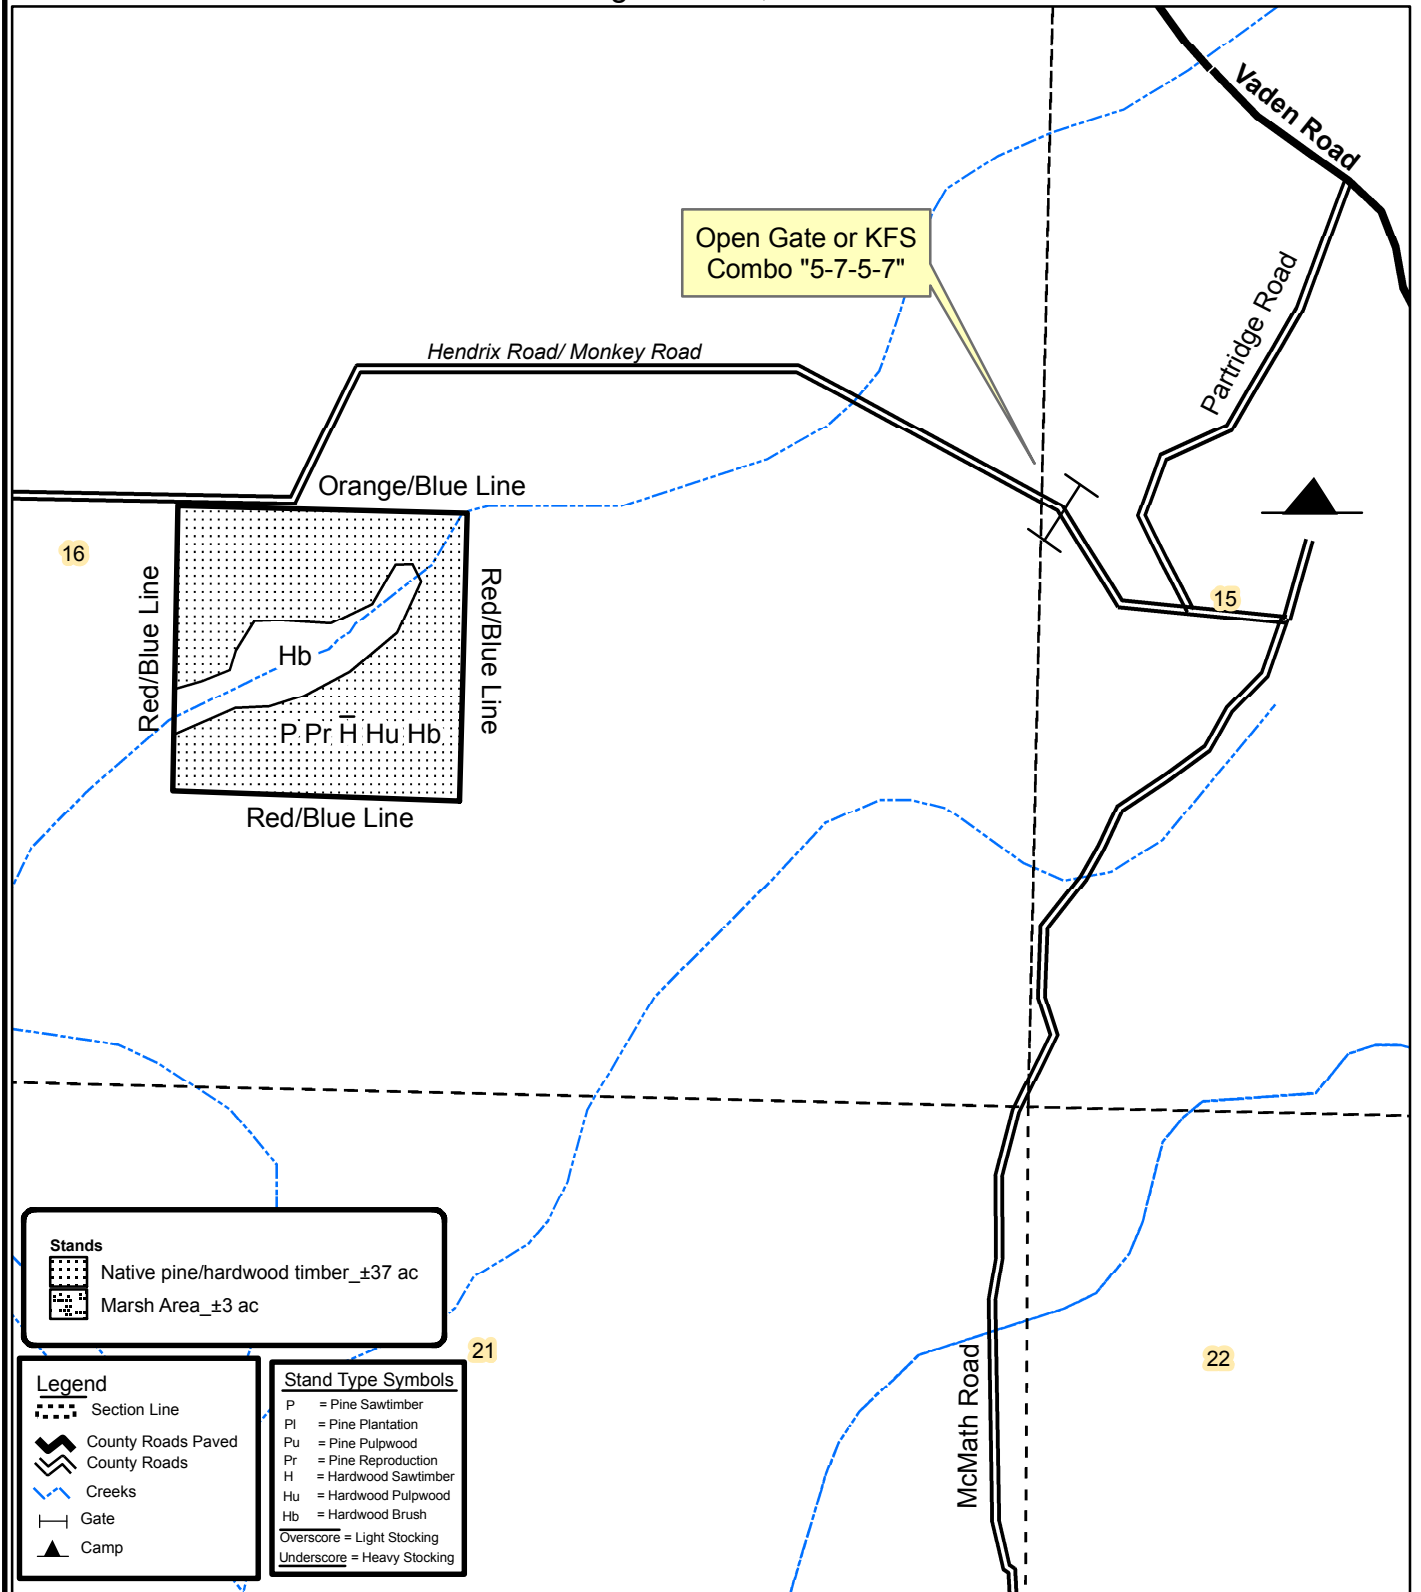 Vaden Road
Open Gate or KFS
Combo "5-7-5-7"
Partridge Road
Hendrix Road/ Monkey Road
Orange/Blue Line
16
Red/Blue Line
Red/Blue Line
15
Hb
P Pr H̅ Hu Hb
Red/Blue Line
Stands
Native pine/hardwood timber_±37 ac
Marsh Area_±3 ac
21
22
McMath Road
Legend
Section Line
County Roads Paved
County Roads
Creeks
Gate
Camp
Stand Type Symbols
P = Pine Sawtimber
Pl = Pine Plantation
Pu = Pine Pulpwood
Pr = Pine Reproduction
H = Hardwood Sawtimber
Hu = Hardwood Pulpwood
Hb = Hardwood Brush
Overscore = Light Stocking
Underscore = Heavy Stocking